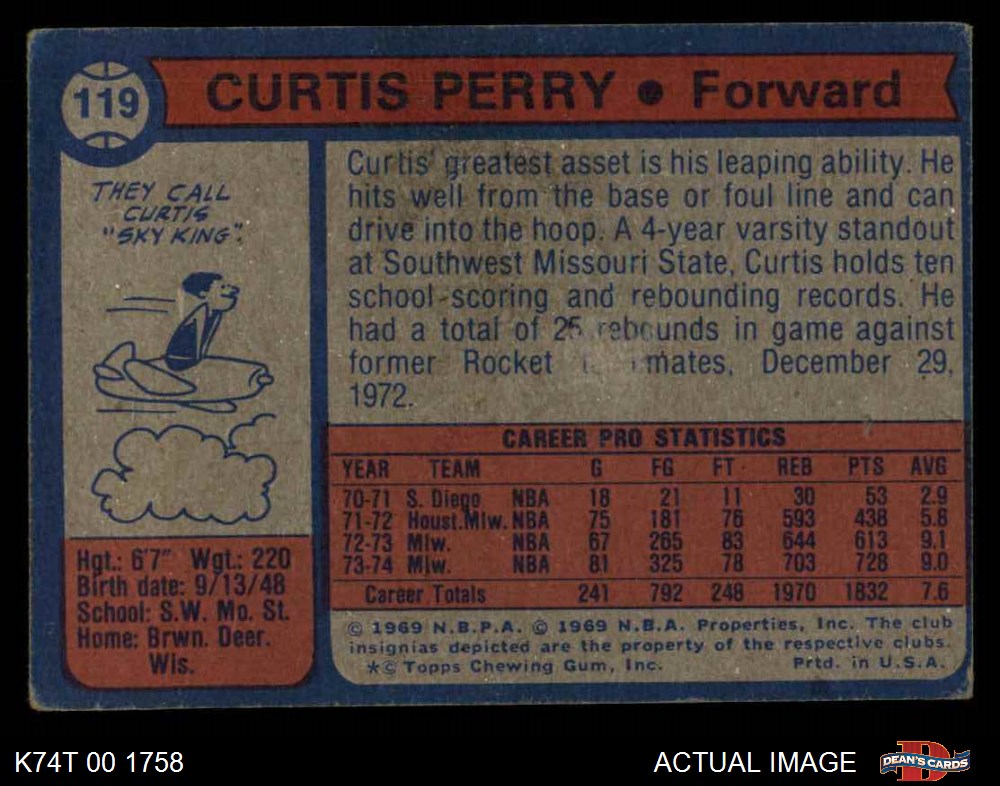 119
CURTIS PERRY • Forward
THEY CALL
CURTIS
"SKY KING".
Curtis' greatest asset is his leaping ability. He
hits well from the base or foul line and can
drive into the hoop. A 4-year varsity standout
at Southwest Missouri State, Curtis holds ten
school scoring and rebounding records. He
had a total of 25 rebounds in game against
former Rocket mates, December 29,
1972.
Hgt.: 6'7" Wgt.: 220
Birth date: 9/13/48
School: S.W. Mo. St.
Home: Brwn. Deer.
Wis.
CAREER PRO STATISTICS
YEAR TEAM G FG FT REB PTS AVG
70-71 S. Diego NBA 18 21 11 30 53 2.9
71-72 Houst.Mlw. NBA 75 181 76 593 438 5.8
72-73 Mlw. NBA 67 265 83 644 613 9.1
73-74 Mlw. NBA 81 325 78 703 728 9.0
Career Totals 241 792 248 1970 1832 7.6
© 1969 N.B.P.A. © 1969 N.B.A. Properties, Inc. The club
insignias depicted are the property of the respective clubs.
*© Topps Chewing Gum, Inc. Prtd. in U.S.A.
K74T 00 1758
ACTUAL IMAGE
D
DEAN'S CARDS